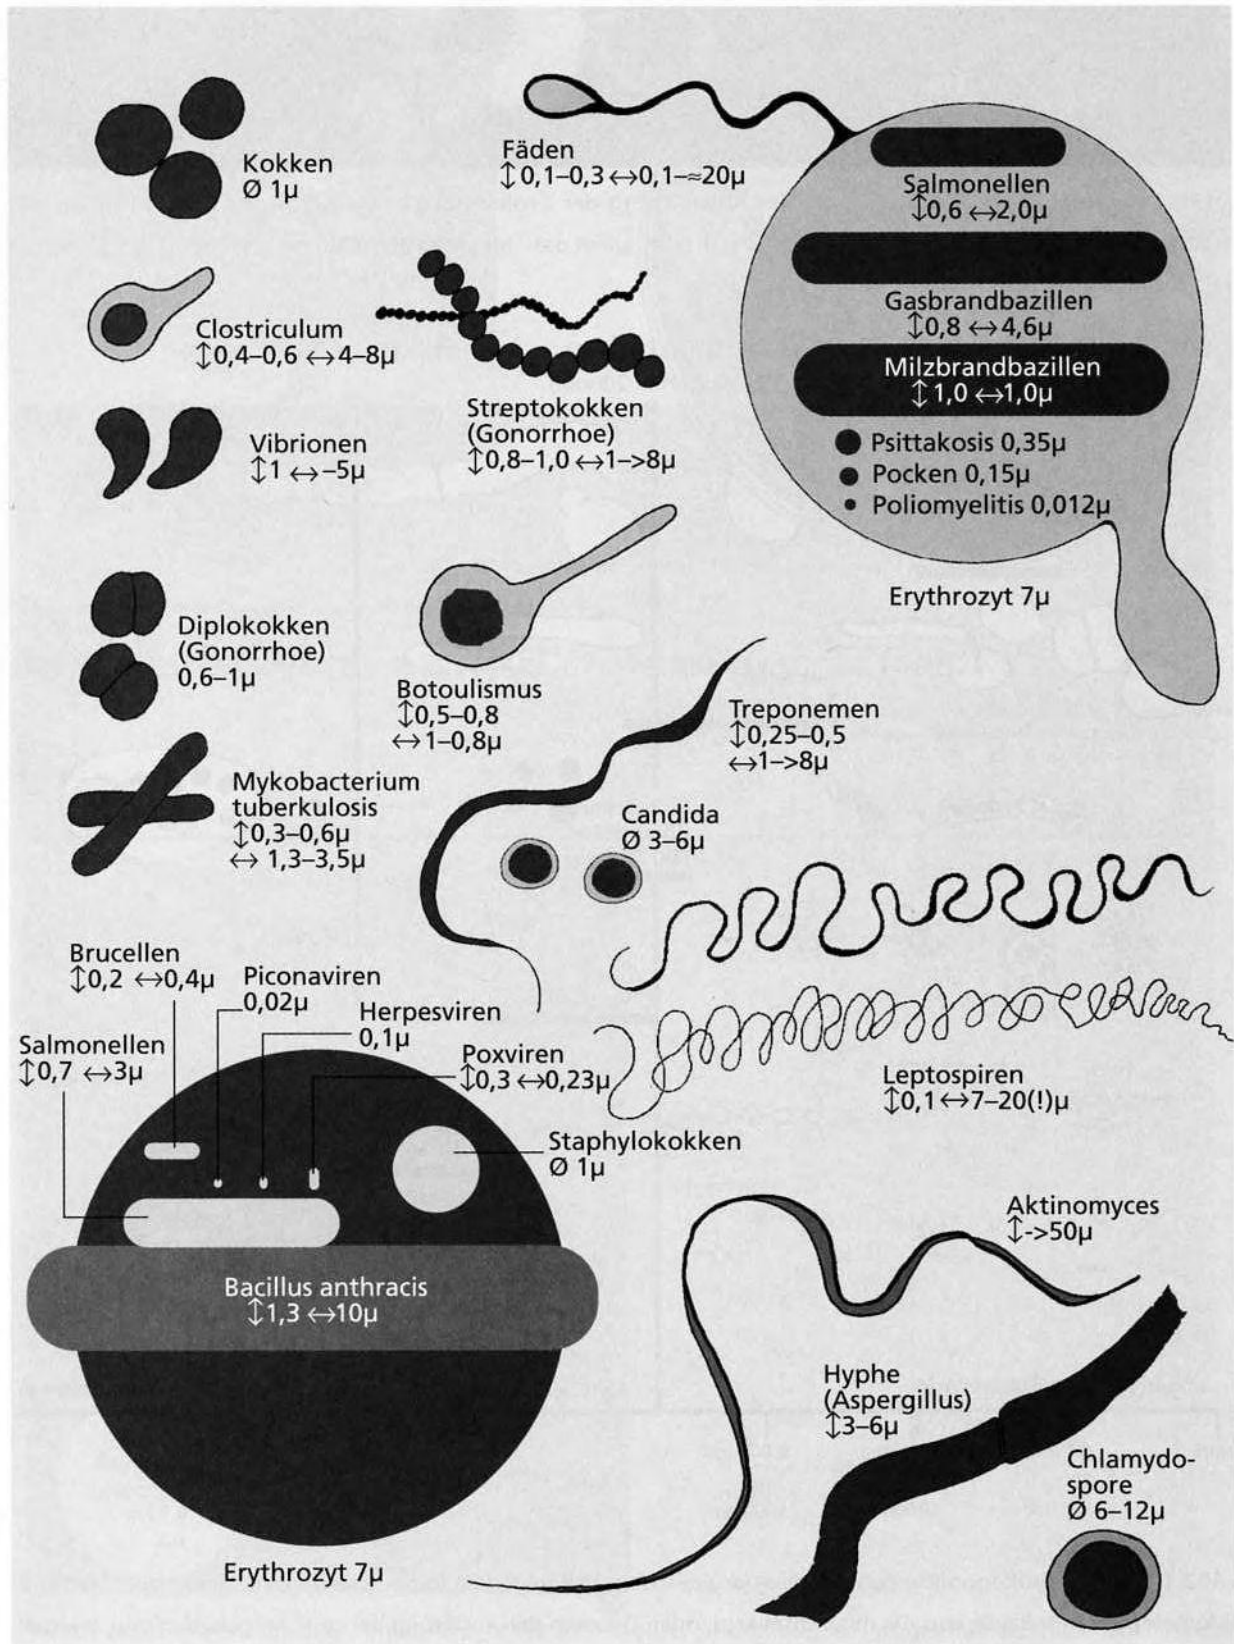 Kokken
Ø 1µ
Fäden
↕0,1–0,3 ↔0,1–≈20µ
Salmonellen
↕0,6 ↔2,0µ
Gasbrandbazillen
↕0,8 ↔4,6µ
Milzbrandbazillen
↕1,0 ↔1,0µ
Psittakosis 0,35µ
Pocken 0,15µ
Poliomyelitis 0,012µ
Erythrozyt 7µ
Clostriculum
↕0,4–0,6 ↔4–8µ
Streptokokken
(Gonorrhoe)
↕0,8–1,0 ↔1–>8µ
Vibrionen
↕1 ↔–5µ
Diplokokken
(Gonorrhoe)
0,6–1µ
Botoulismus
↕0,5–0,8
↔1–0,8µ
Treponemen
↕0,25–0,5
↔1–>8µ
Mykobacterium
tuberkulosis
↕0,3–0,6µ
↔ 1,3–3,5µ
Candida
Ø 3–6µ
Brucellen
↕0,2 ↔0,4µ
Piconaviren
0,02µ
Herpesviren
0,1µ
Salmonellen
↕0,7 ↔3µ
Poxviren
↕0,3 ↔0,23µ
Leptospiren
↕0,1↔7–20(!)µ
Staphylokokken
Ø 1µ
Bacillus anthracis
↕1,3 ↔10µ
Erythrozyt 7µ
Aktinomyces
↕->50µ
Hyphe
(Aspergillus)
↕3–6µ
Chlamydo-
spore
Ø 6–12µ